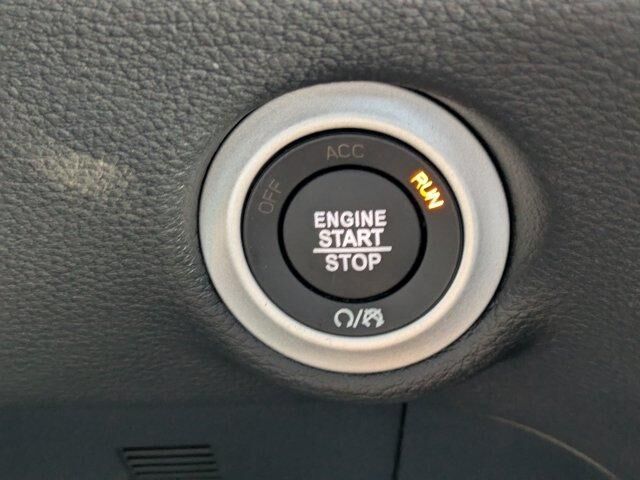 OFF
ACC
RUN
ENGINE
START
STOP